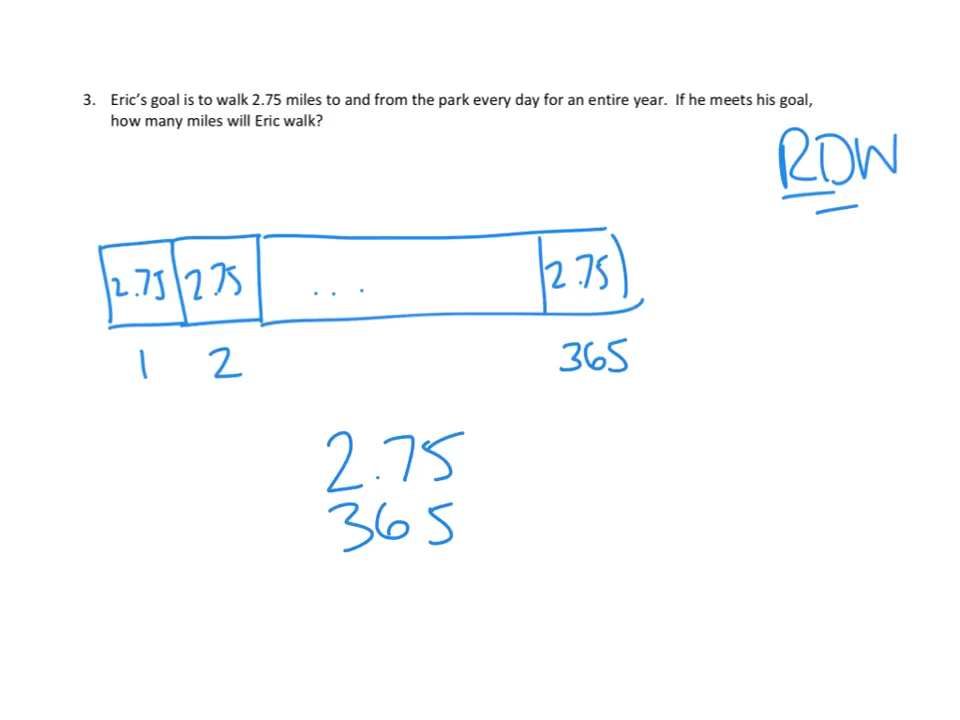 3. Eric's goal is to walk 2.75 miles to and from the park every day for an entire year. If he meets his goal,
how many miles will Eric walk?
RDW
2.75 2.75 ... 2.75
1 2 365
2.75
365